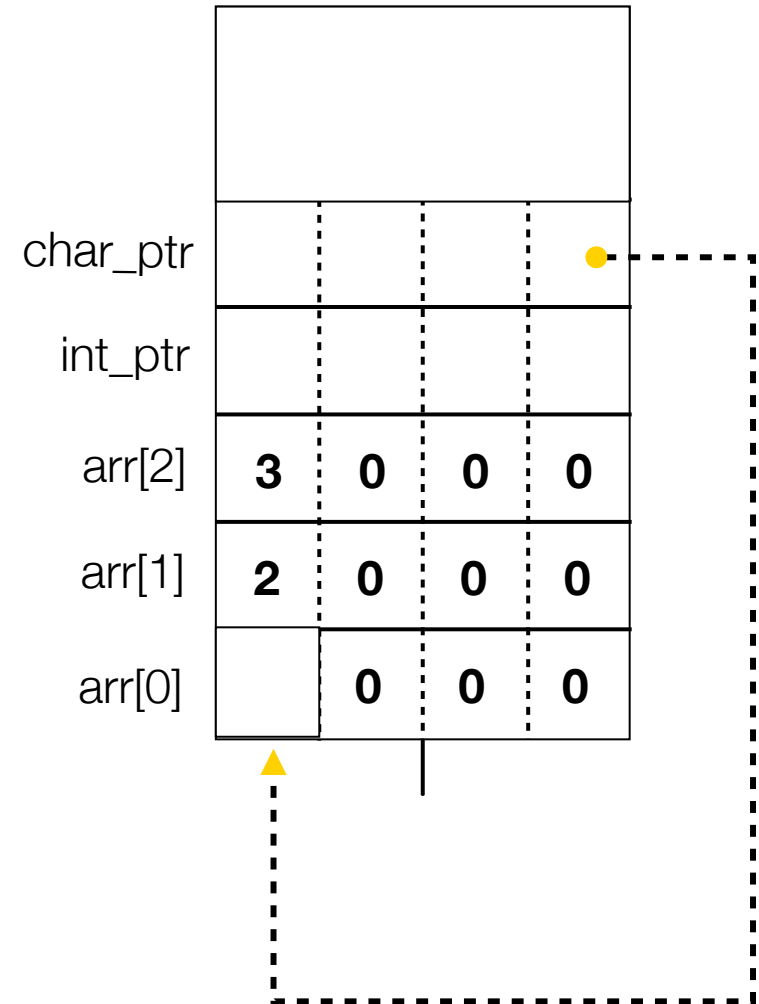 char_ptr
int_ptr
arr[2] 3 0 0 0
arr[1] 2 0 0 0
arr[0] 0 0 0